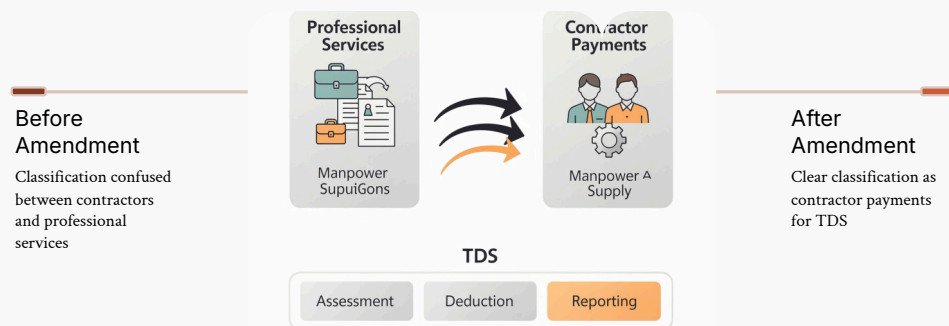 Professional
Services
Contractor
Payments
Manpower
SupuiGons
Manpower A
Supply
Before
Amendment
Classification confused
between contractors
and professional
services
After
Amendment
Clear classification as
contractor payments
for TDS
TDS
Assessment
Deduction
Reporting